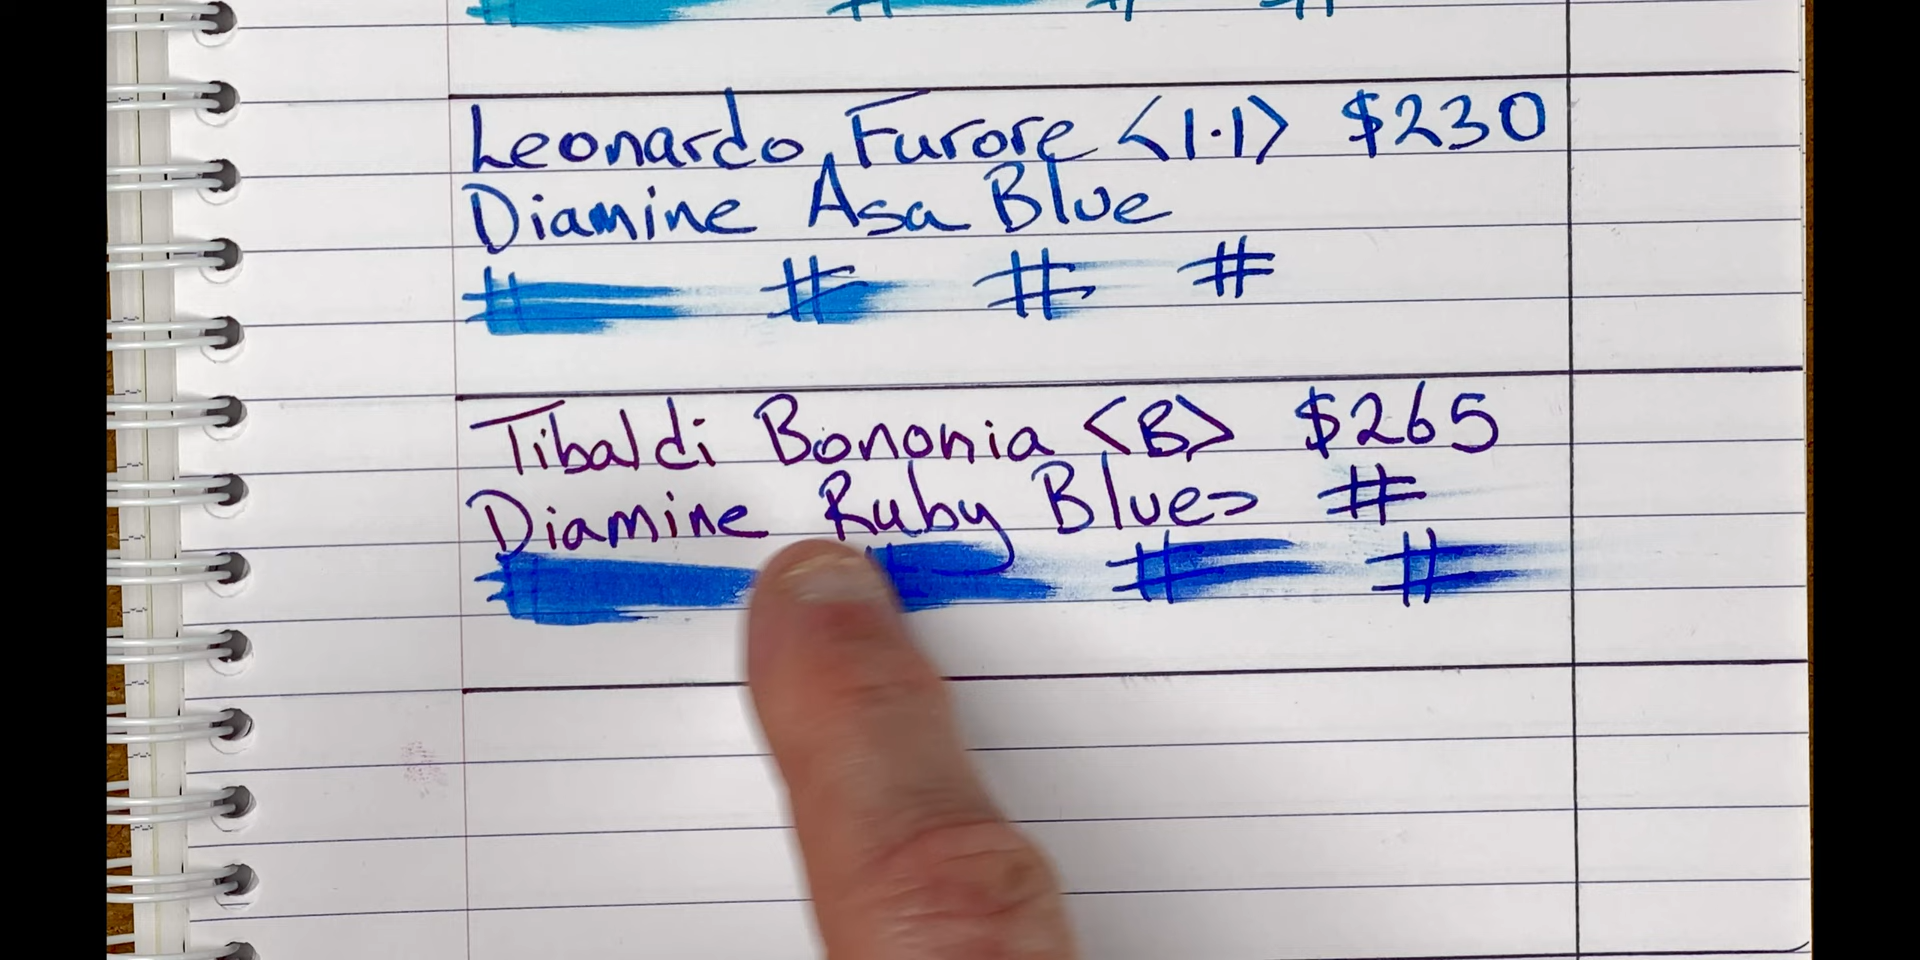 Leonardo Furore <1.1> $230
Diamine Asa Blue
# # # #
Tibaldi Bononia <B> $265
Diamine Ruby Blues #
# # # #